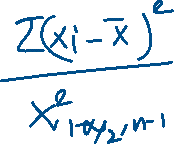 Σ(xi - x̄)²
χ²₁₋α/₂, n-1